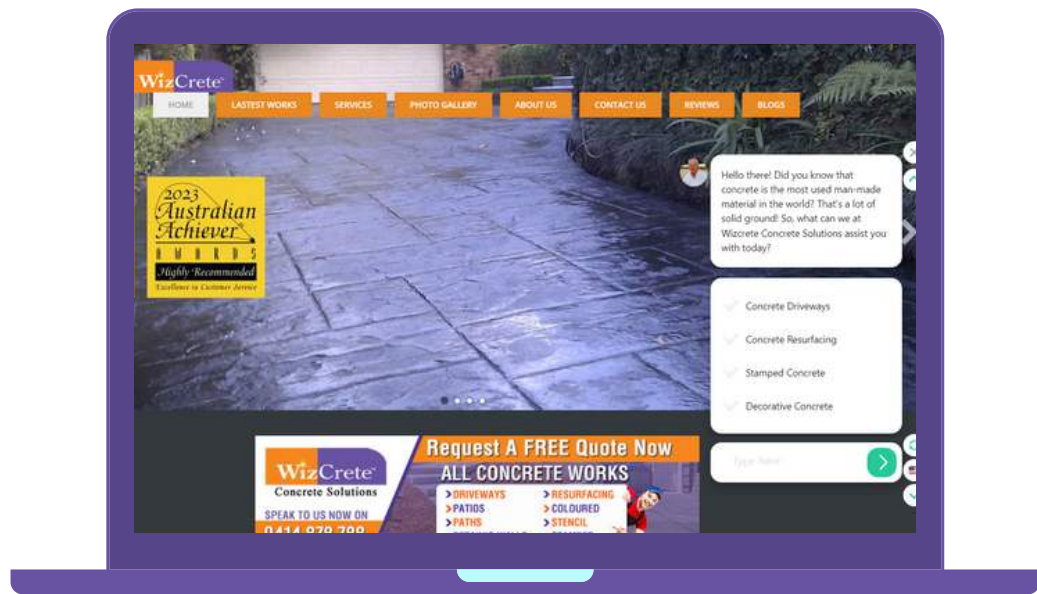 WizCrete
HOME
LASTEST WORKS
SERVICES
PHOTO GALLERY
ABOUT US
CONTACT US
REVIEWS
BLOGS
2023
Australian
Achiever
AWARDS
Highly Recommended
Excellence in Customer Service
Hello there! Did you know that
concrete is the most used man-made
material in the world? That's a lot of
solid ground! So, what can we at
Wizcrete Concrete Solutions assist you
with today?
Concrete Driveways
Concrete Resurfacing
Stamped Concrete
Decorative Concrete
Type here
WizCrete
Concrete Solutions
SPEAK TO US NOW ON
Request A FREE Quote Now
ALL CONCRETE WORKS
DRIVEWAYS
PATIOS
PATHS
RESURFACING
COLOURED
STENCIL